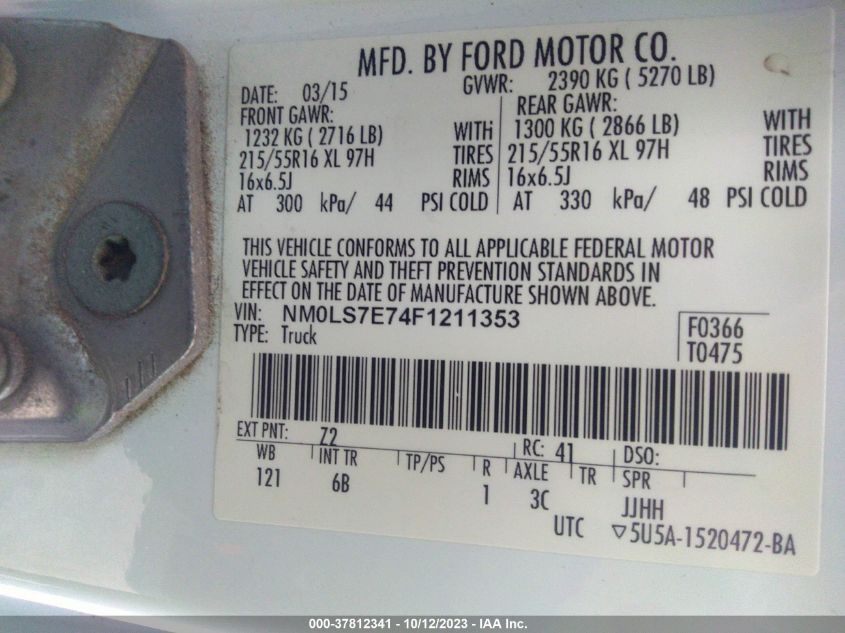 MFD. BY FORD MOTOR CO.
DATE: 03/15 GVWR: 2390 KG ( 5270 LB)
FRONT GAWR: REAR GAWR:
1232 KG ( 2716 LB) WITH 1300 KG ( 2866 LB) WITH
215/55R16 XL 97H TIRES 215/55R16 XL 97H TIRES
16x6.5J RIMS 16x6.5J RIMS
AT 300 kPa/ 44 PSI COLD AT 330 kPa/ 48 PSI COLD
THIS VEHICLE CONFORMS TO ALL APPLICABLE FEDERAL MOTOR
VEHICLE SAFETY AND THEFT PREVENTION STANDARDS IN
EFFECT ON THE DATE OF MANUFACTURE SHOWN ABOVE.
VIN: NM0LS7E74F1211353
TYPE: Truck
F0366
T0475
EXT PNT: Z2 RC: 41 DSO:
WB INT TR TP/PS R AXLE TR SPR
121 6B 1 3C JJHH
UTC ▽5U5A-1520472-BA
000-37812341 - 10/12/2023 - IAA Inc.